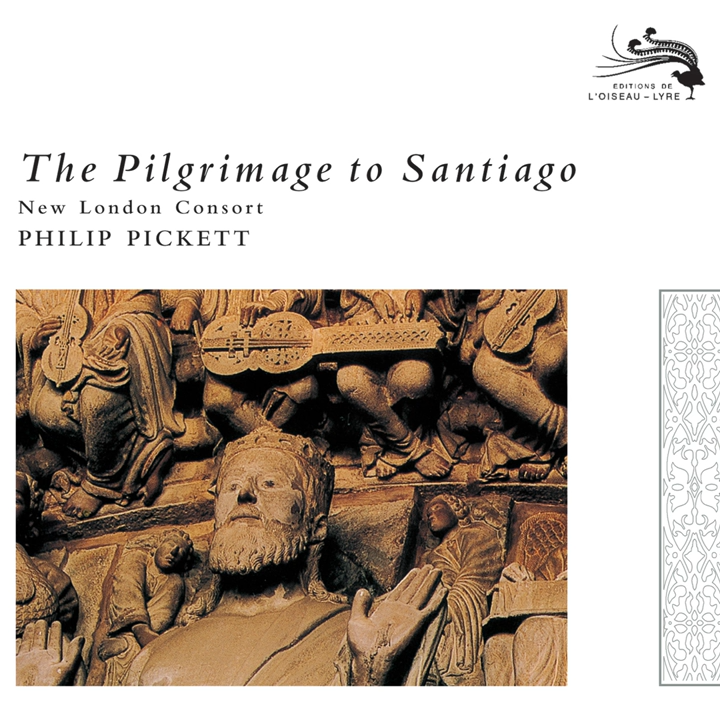 EDITIONS DE
L'OISEAU-LYRE
The Pilgrimage to Santiago
New London Consort
PHILIP PICKETT